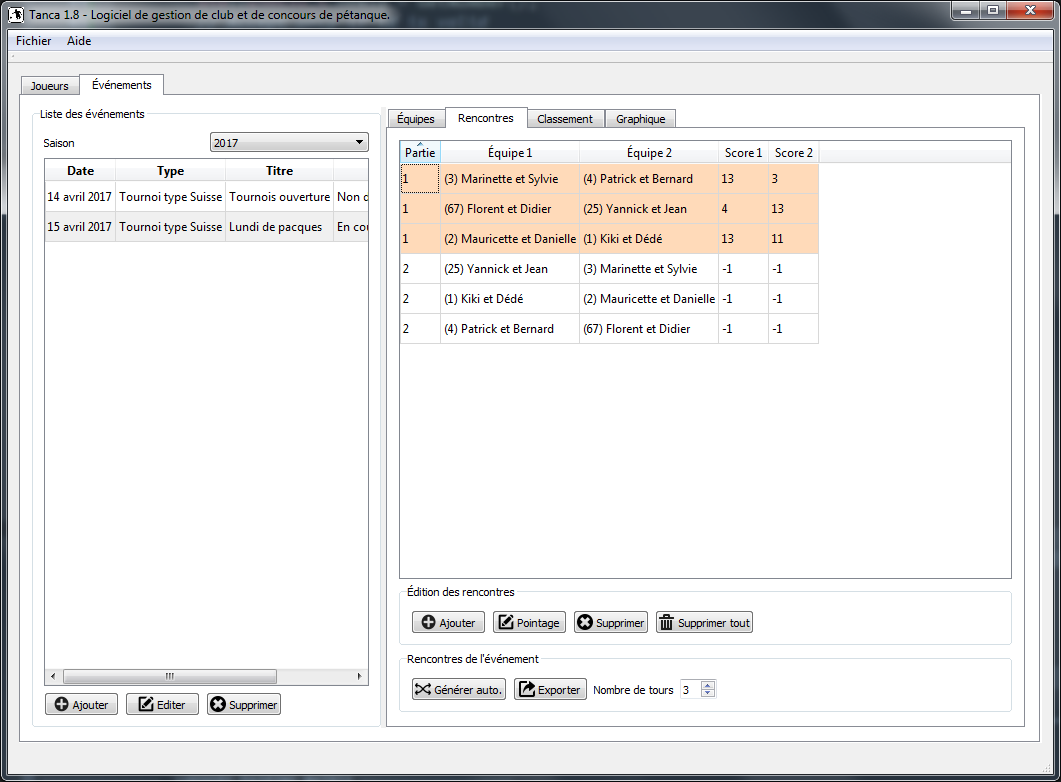 Tanca 1.8 - Logiciel de gestion de club et de concours de pétanque.
Fichier Aide
Joueurs Événements
Liste des événements
Saison 2017
Date Type Titre
14 avril 2017 Tournoi type Suisse Tournois ouverture Non
15 avril 2017 Tournoi type Suisse Lundi de pacques En
Ajouter Editer Supprimer
Équipes Rencontres Classement Graphique
Partie Équipe 1 Équipe 2 Score 1 Score 2
1 (3) Marinette et Sylvie (4) Patrick et Bernard 13 3
1 (67) Florent et Didier (25) Yannick et Jean 4 13
1 (2) Mauricette et Danielle (1) Kiki et Dédé 13 11
2 (25) Yannick et Jean (3) Marinette et Sylvie -1 -1
2 (1) Kiki et Dédé (2) Mauricette et Danielle -1 -1
2 (4) Patrick et Bernard (67) Florent et Didier -1 -1
Édition des rencontres
Ajouter Pointage Supprimer Supprimer tout
Rencontres de l'événement
Générer auto. Exporter Nombre de tours 3